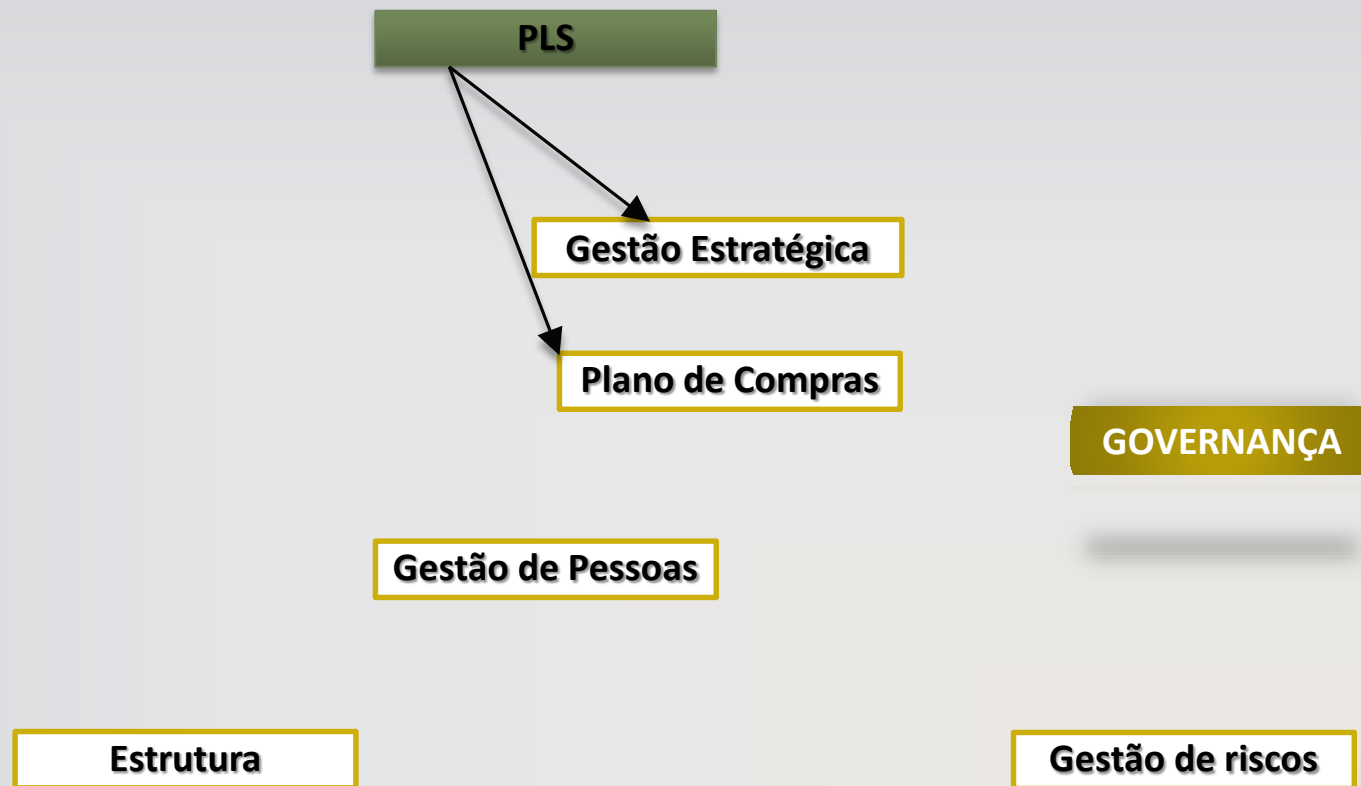 PLS
Gestão Estratégica
Plano de Compras
GOVERNANÇA
Gestão de Pessoas
Estrutura
Gestão de riscos